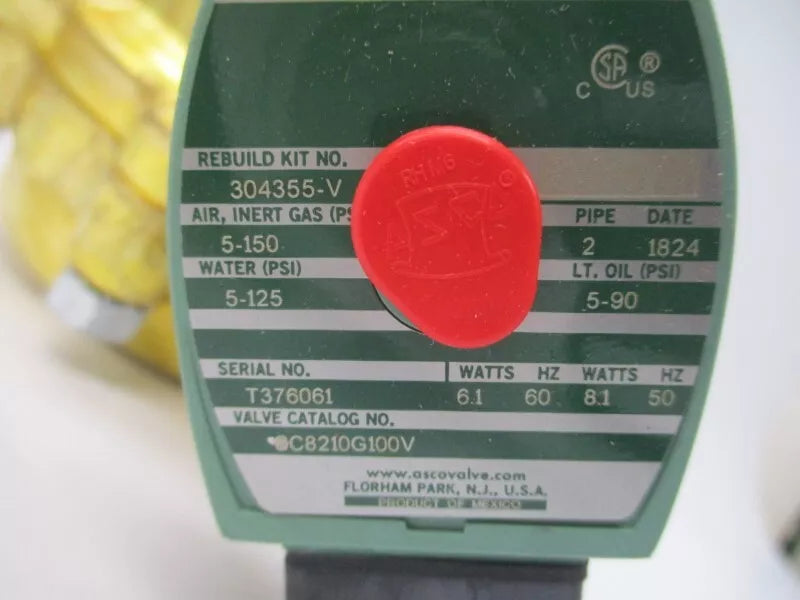 CSA ®
C US
REBUILD KIT NO.
304355-V
AIR, INERT GAS (PS
PIPE DATE
5-150
2 1824
WATER (PSI)
LT. OIL (PSI)
5-125
5-90
SERIAL NO. WATTS HZ WATTS HZ
T376061 6.1 60 8.1 50
VALVE CATALOG NO.
8210G100V
www.ascovalve.com
FLORHAM PARK, N.J., U.S.A.
PRODUCT OF MEXICO